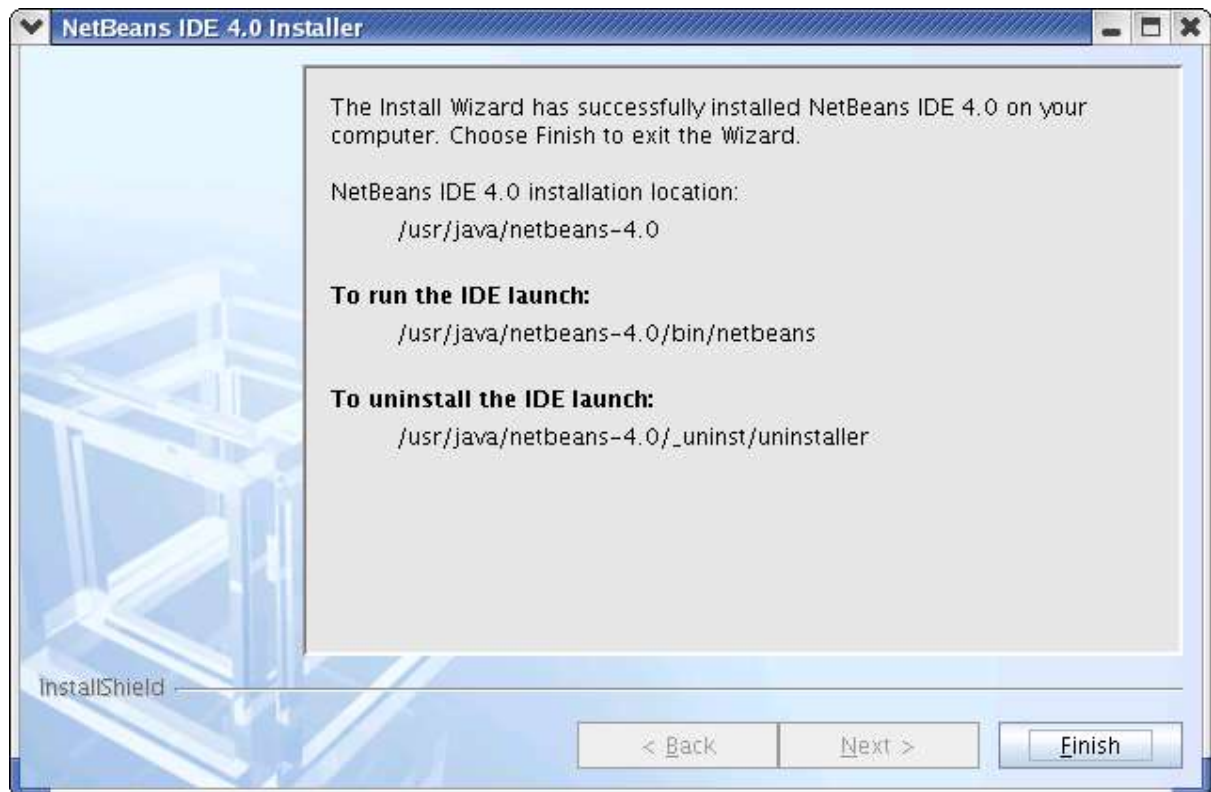 NetBeans IDE 4.0 Installer
The Install Wizard has successfully installed NetBeans IDE 4.0 on your
computer. Choose Finish to exit the Wizard.
NetBeans IDE 4.0 installation location:
/usr/java/netbeans-4.0
To run the IDE launch:
/usr/java/netbeans-4.0/bin/netbeans
To uninstall the IDE launch:
/usr/java/netbeans-4.0/_uninst/uninstaller
InstallShield
< Back
Next >
Finish